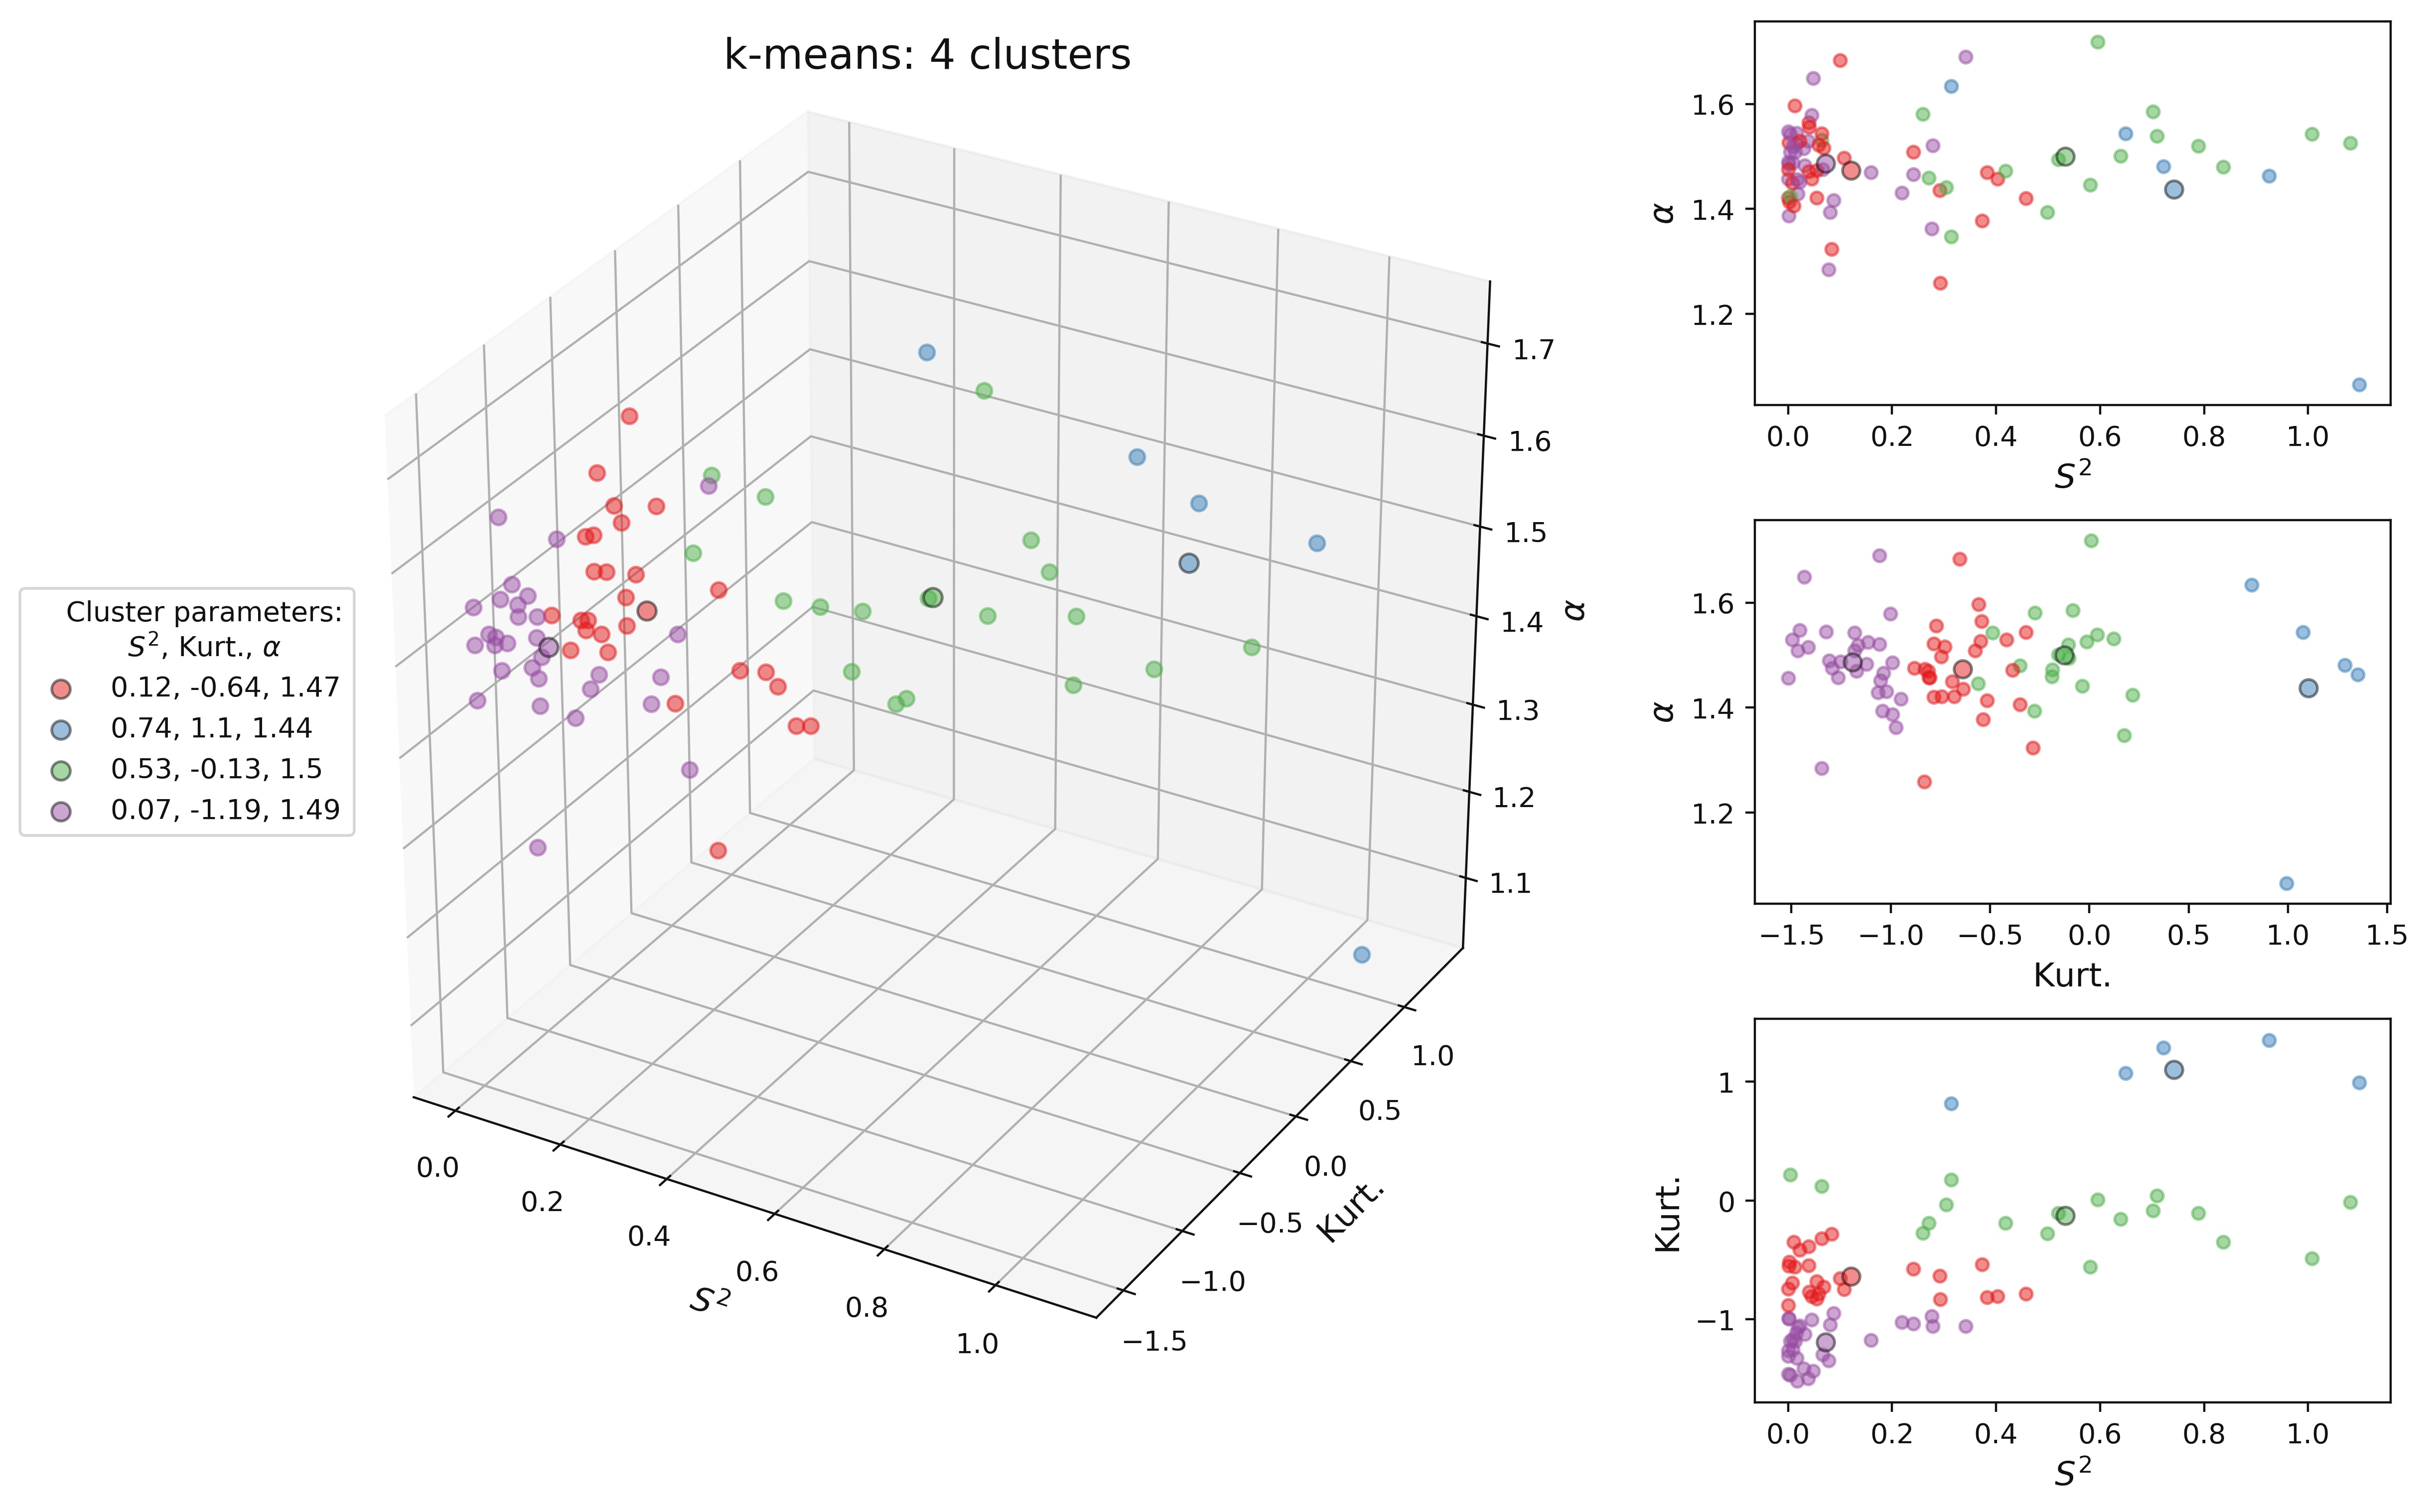 k-means: 4 clusters
Cluster parameters:
S², Kurt., α
0.12, -0.64, 1.47
0.74, 1.1, 1.44
0.53, -0.13, 1.5
0.07, -1.19, 1.49
1.7
1.6
1.5
1.4
1.3
1.2
1.1
α
0.0
0.2
0.4
0.6
0.8
1.0
S²
1.0
0.5
0.0
−0.5
−1.0
−1.5
Kurt.
1.6
1.4
1.2
α
0.0 0.2 0.4 0.6 0.8 1.0
S²
1.6
1.4
1.2
α
−1.5 −1.0 −0.5 0.0 0.5 1.0 1.5
Kurt.
1
0
−1
Kurt.
0.0 0.2 0.4 0.6 0.8 1.0
S²